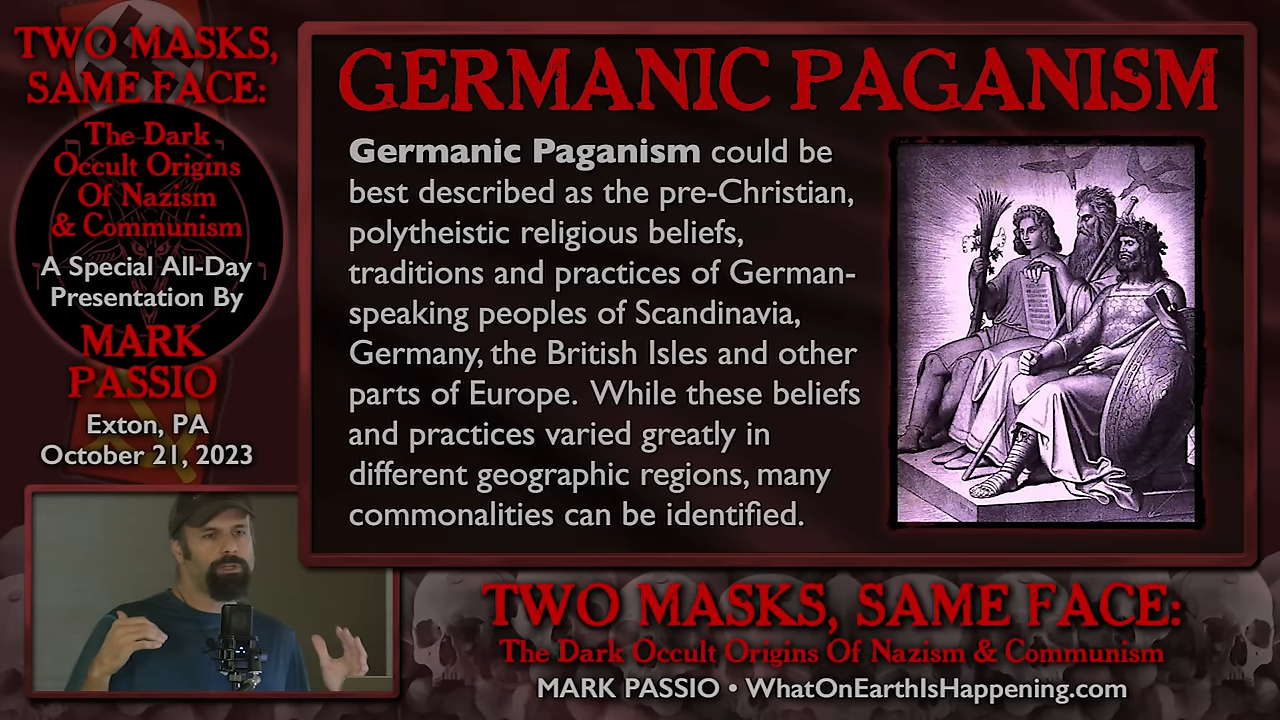 TWO MASKS,
SAME FACE:
The Dark
Occult Origins
Of Nazism
& Communism
A Special All-Day
Presentation By
MARK
PASSIO
Exton, PA
October 21, 2023
GERMANIC PAGANISM
Germanic Paganism could be
best described as the pre-Christian,
polytheistic religious beliefs,
traditions and practices of German-
speaking peoples of Scandinavia,
Germany, the British Isles and other
parts of Europe. While these beliefs
and practices varied greatly in
different geographic regions, many
commonalities can be identified.
TWO MASKS, SAME FACE:
The Dark Occult Origins Of Nazism & Communism
MARK PASSIO • WhatOnEarthIsHappening.com